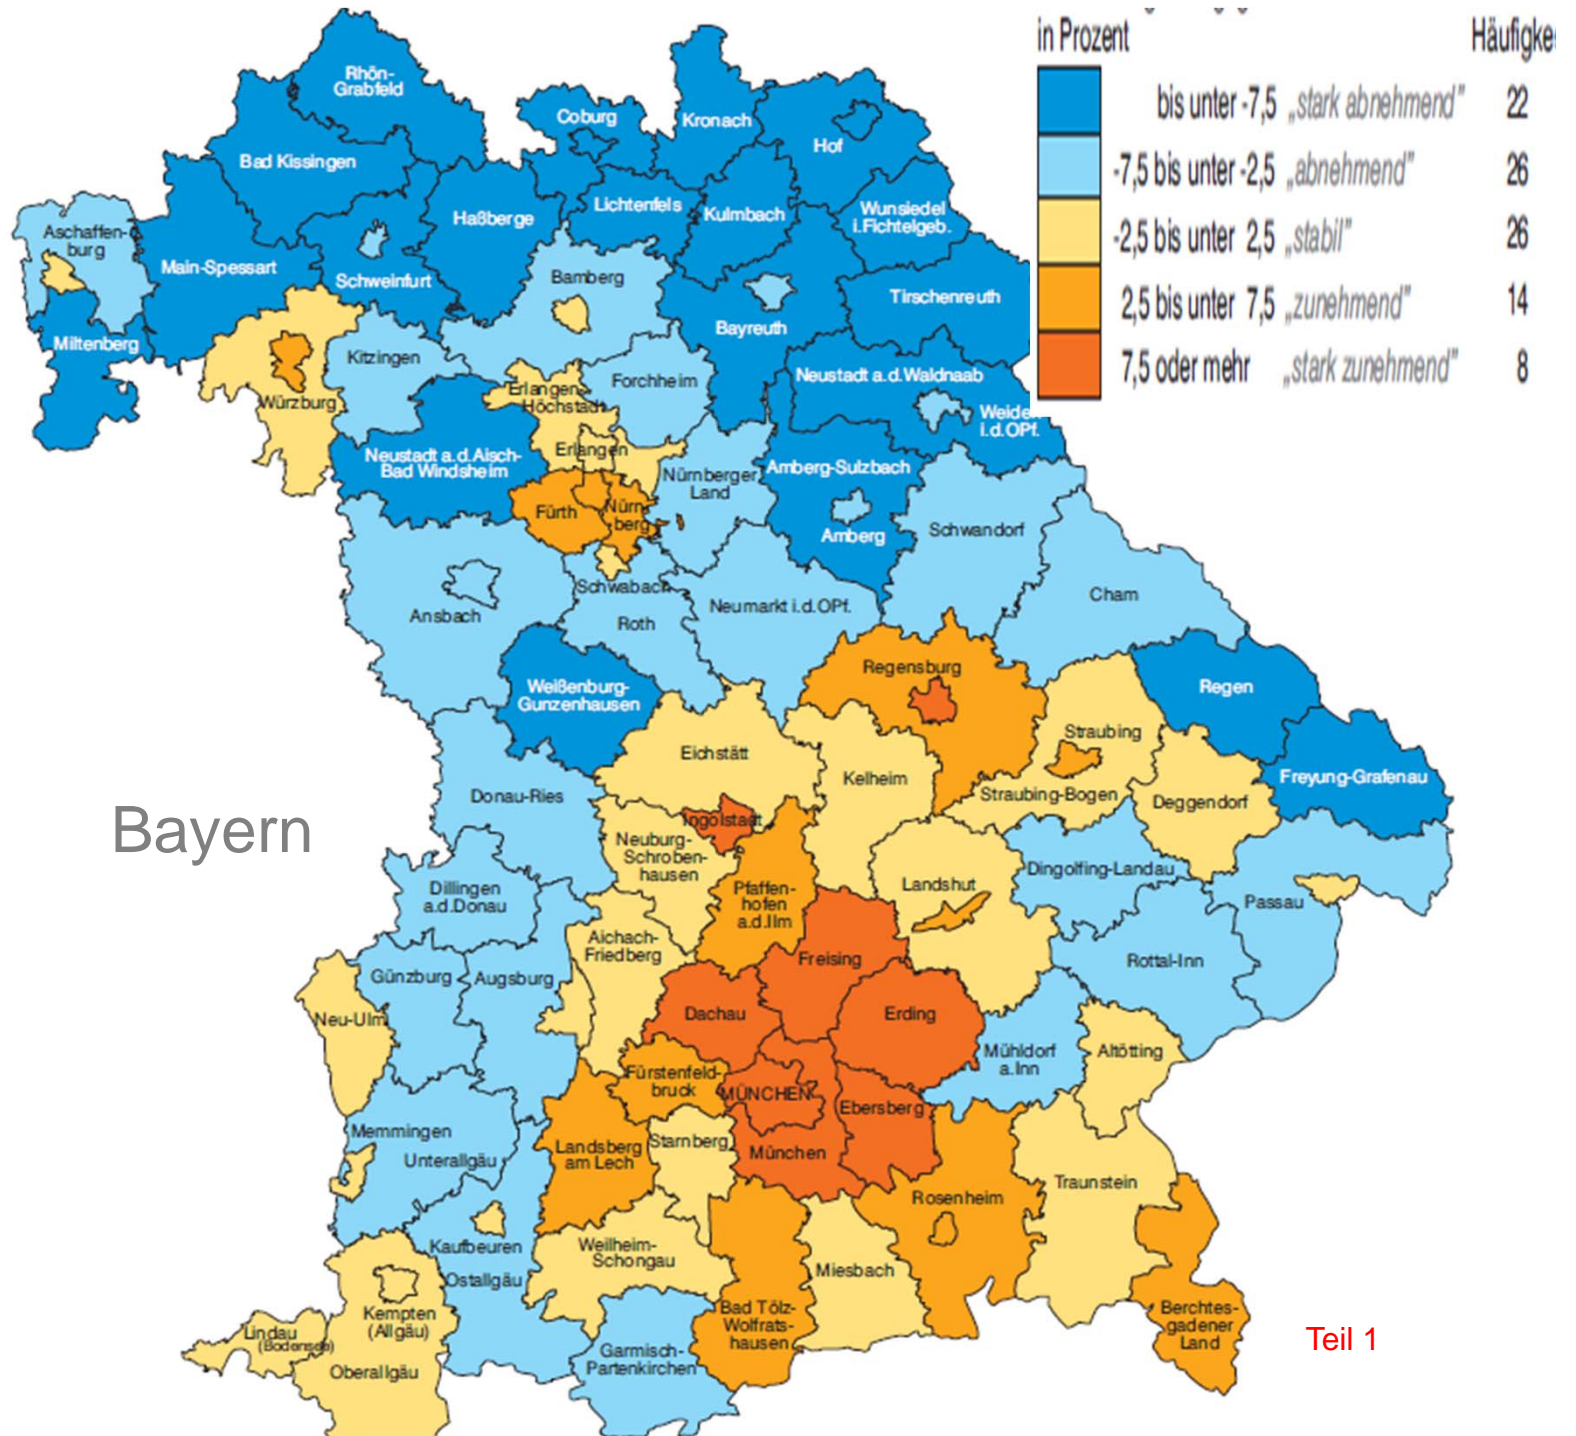 in Prozent
Häufigke
bis unter -7,5 „stark abnehmend" 22
-7,5 bis unter -2,5 „abnehmend" 26
-2,5 bis unter 2,5 „stabil" 26
2,5 bis unter 7,5 „zunehmend" 14
7,5 oder mehr „stark zunehmend" 8
Rhön-
Grabfeld
Coburg
Kronach
Hof
Bad Kissingen
Haßberge
Lichtenfels
Kulmbach
Wunsiedel
i.Fichtelgeb.
Aschaffen-
burg
Main-Spessart
Schweinfurt
Bamberg
Tirschenreuth
Bayreuth
Miltenberg
Kitzingen
Forchheim
Neustadt a.d.Waldnaab
Erlangen-
Höchstadt
Würzburg
Weiden
i.d.OPf.
Erlangen
Neustadt a.d.Aisch-
Bad Windsheim
Nürnberger
Land
Amberg-Sulzbach
Fürth
Nürn-
berg
Amberg
Schwandorf
Schwabach
Ansbach
Roth
Neumarkt i.d.OPf.
Cham
Regensburg
Weißenburg-
Gunzenhausen
Regen
Straubing
Eichstätt
Kelheim
Freyung-Grafenau
Donau-Ries
Straubing-Bogen
Deggendorf
Bayern
Ingolstadt
Neuburg-
Schroben-
hausen
Dingolfing-Landau
Dillingen
a.d.Donau
Pfaffen-
hofen
a.d.Ilm
Landshut
Passau
Aichach-
Friedberg
Freising
Rottal-Inn
Günzburg
Augsburg
Neu-Ulm
Dachau
Erding
Mühldorf
a.Inn
Altötting
Fürstenfeld-
bruck
MÜNCHEN
Ebersberg
Memmingen
Unterallgäu
Landsberg
am Lech
Starnberg
München
Traunstein
Rosenheim
Kaufbeuren
Weilheim-
Schongau
Ostallgäu
Miesbach
Kempten
(Allgäu)
Bad Tölz-
Wolfrats-
hausen
Berchtes-
gadener
Land
Lindau
(Bodensee)
Garmisch-
Partenkirchen
Oberallgäu
Teil 1